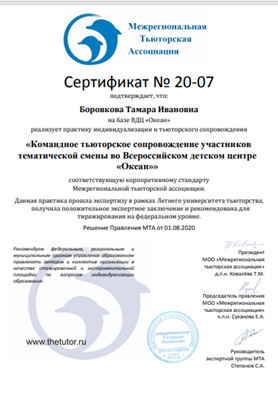 Межрегиональная
Тьюторская
Ассоциация
Сертификат № 20-07
подтверждает, что:
Боровкова Тамара Ивановна
на базе ВДЦ «Океан»
реализует практику индивидуализации и тьюторского сопровождения
«Командное тьюторское сопровождение участников
тематической смены во Всероссийском детском центре
«Океан»»
соответствующую корпоративному стандарту
Межрегиональной тьюторской ассоциации.
Данная практика прошла экспертизу в рамках Летнего университета тьюторства,
получила положительное экспертное заключение и рекомендована для
тиражирования на федеральном уровне.
Решение Правления МТА от 01.08.2020
Рекомендуем федеральным, региональным и
муниципальным органам управления образованием
привлекать авторов и коллектив организации в
качестве стажировочной и экспериментальной
площадки по вопросам индивидуализации
образования.
Президент
МОО «Межрегиональная
тьюторская ассоциация»
д.п.н. Ковалёва Т.М.
Председатель правления
МОО «Межрегиональная
тьюторская ассоциация»
к.п.н. Суханова Е.А.
Руководитель
экспертной группы МТА
Степанов С.А.
www.thetutor.ru